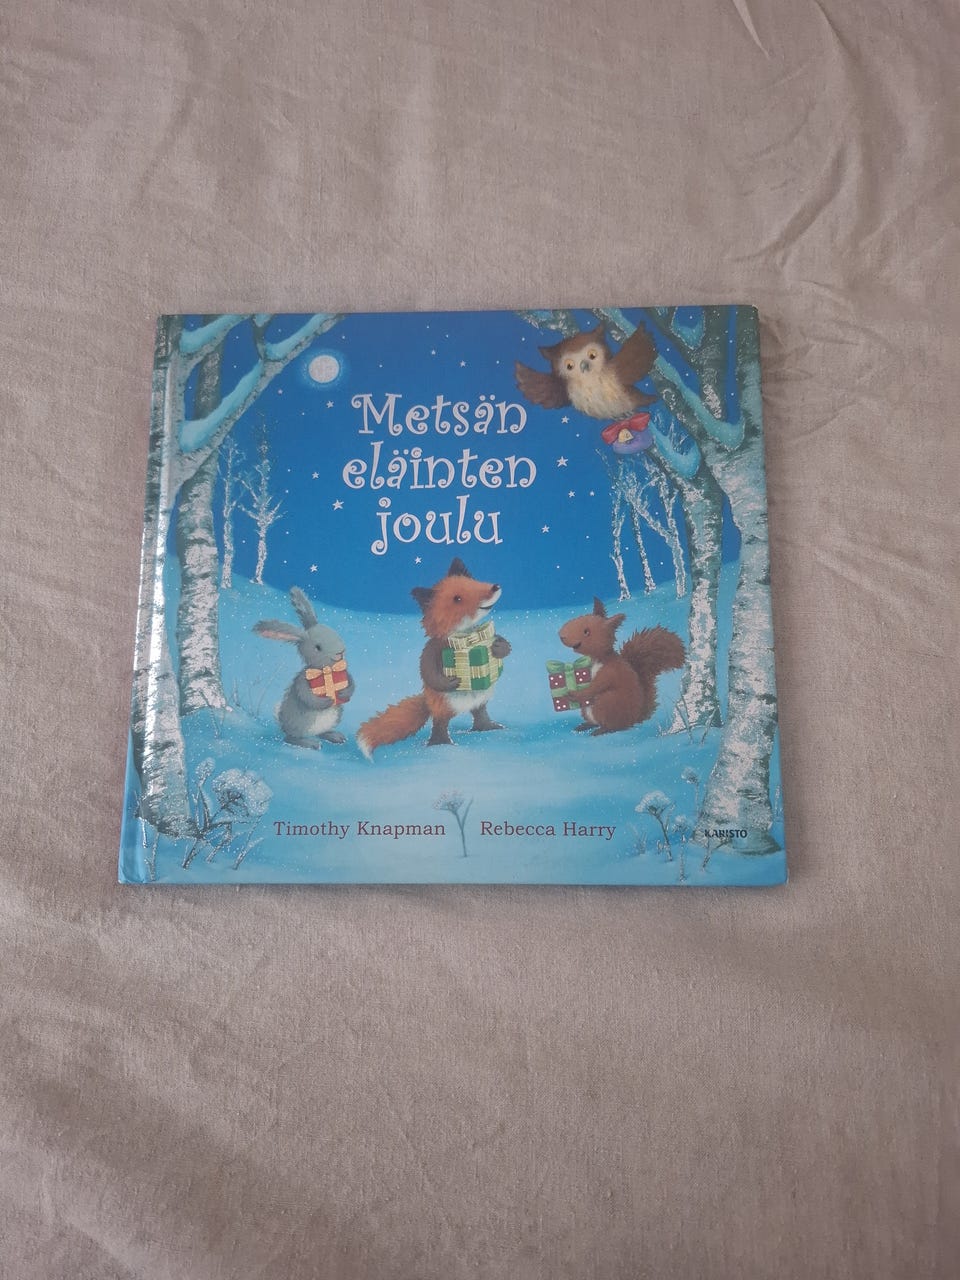 Metsän
eläinten
joulu
Timothy Knapman Rebecca Harry
KARISTO